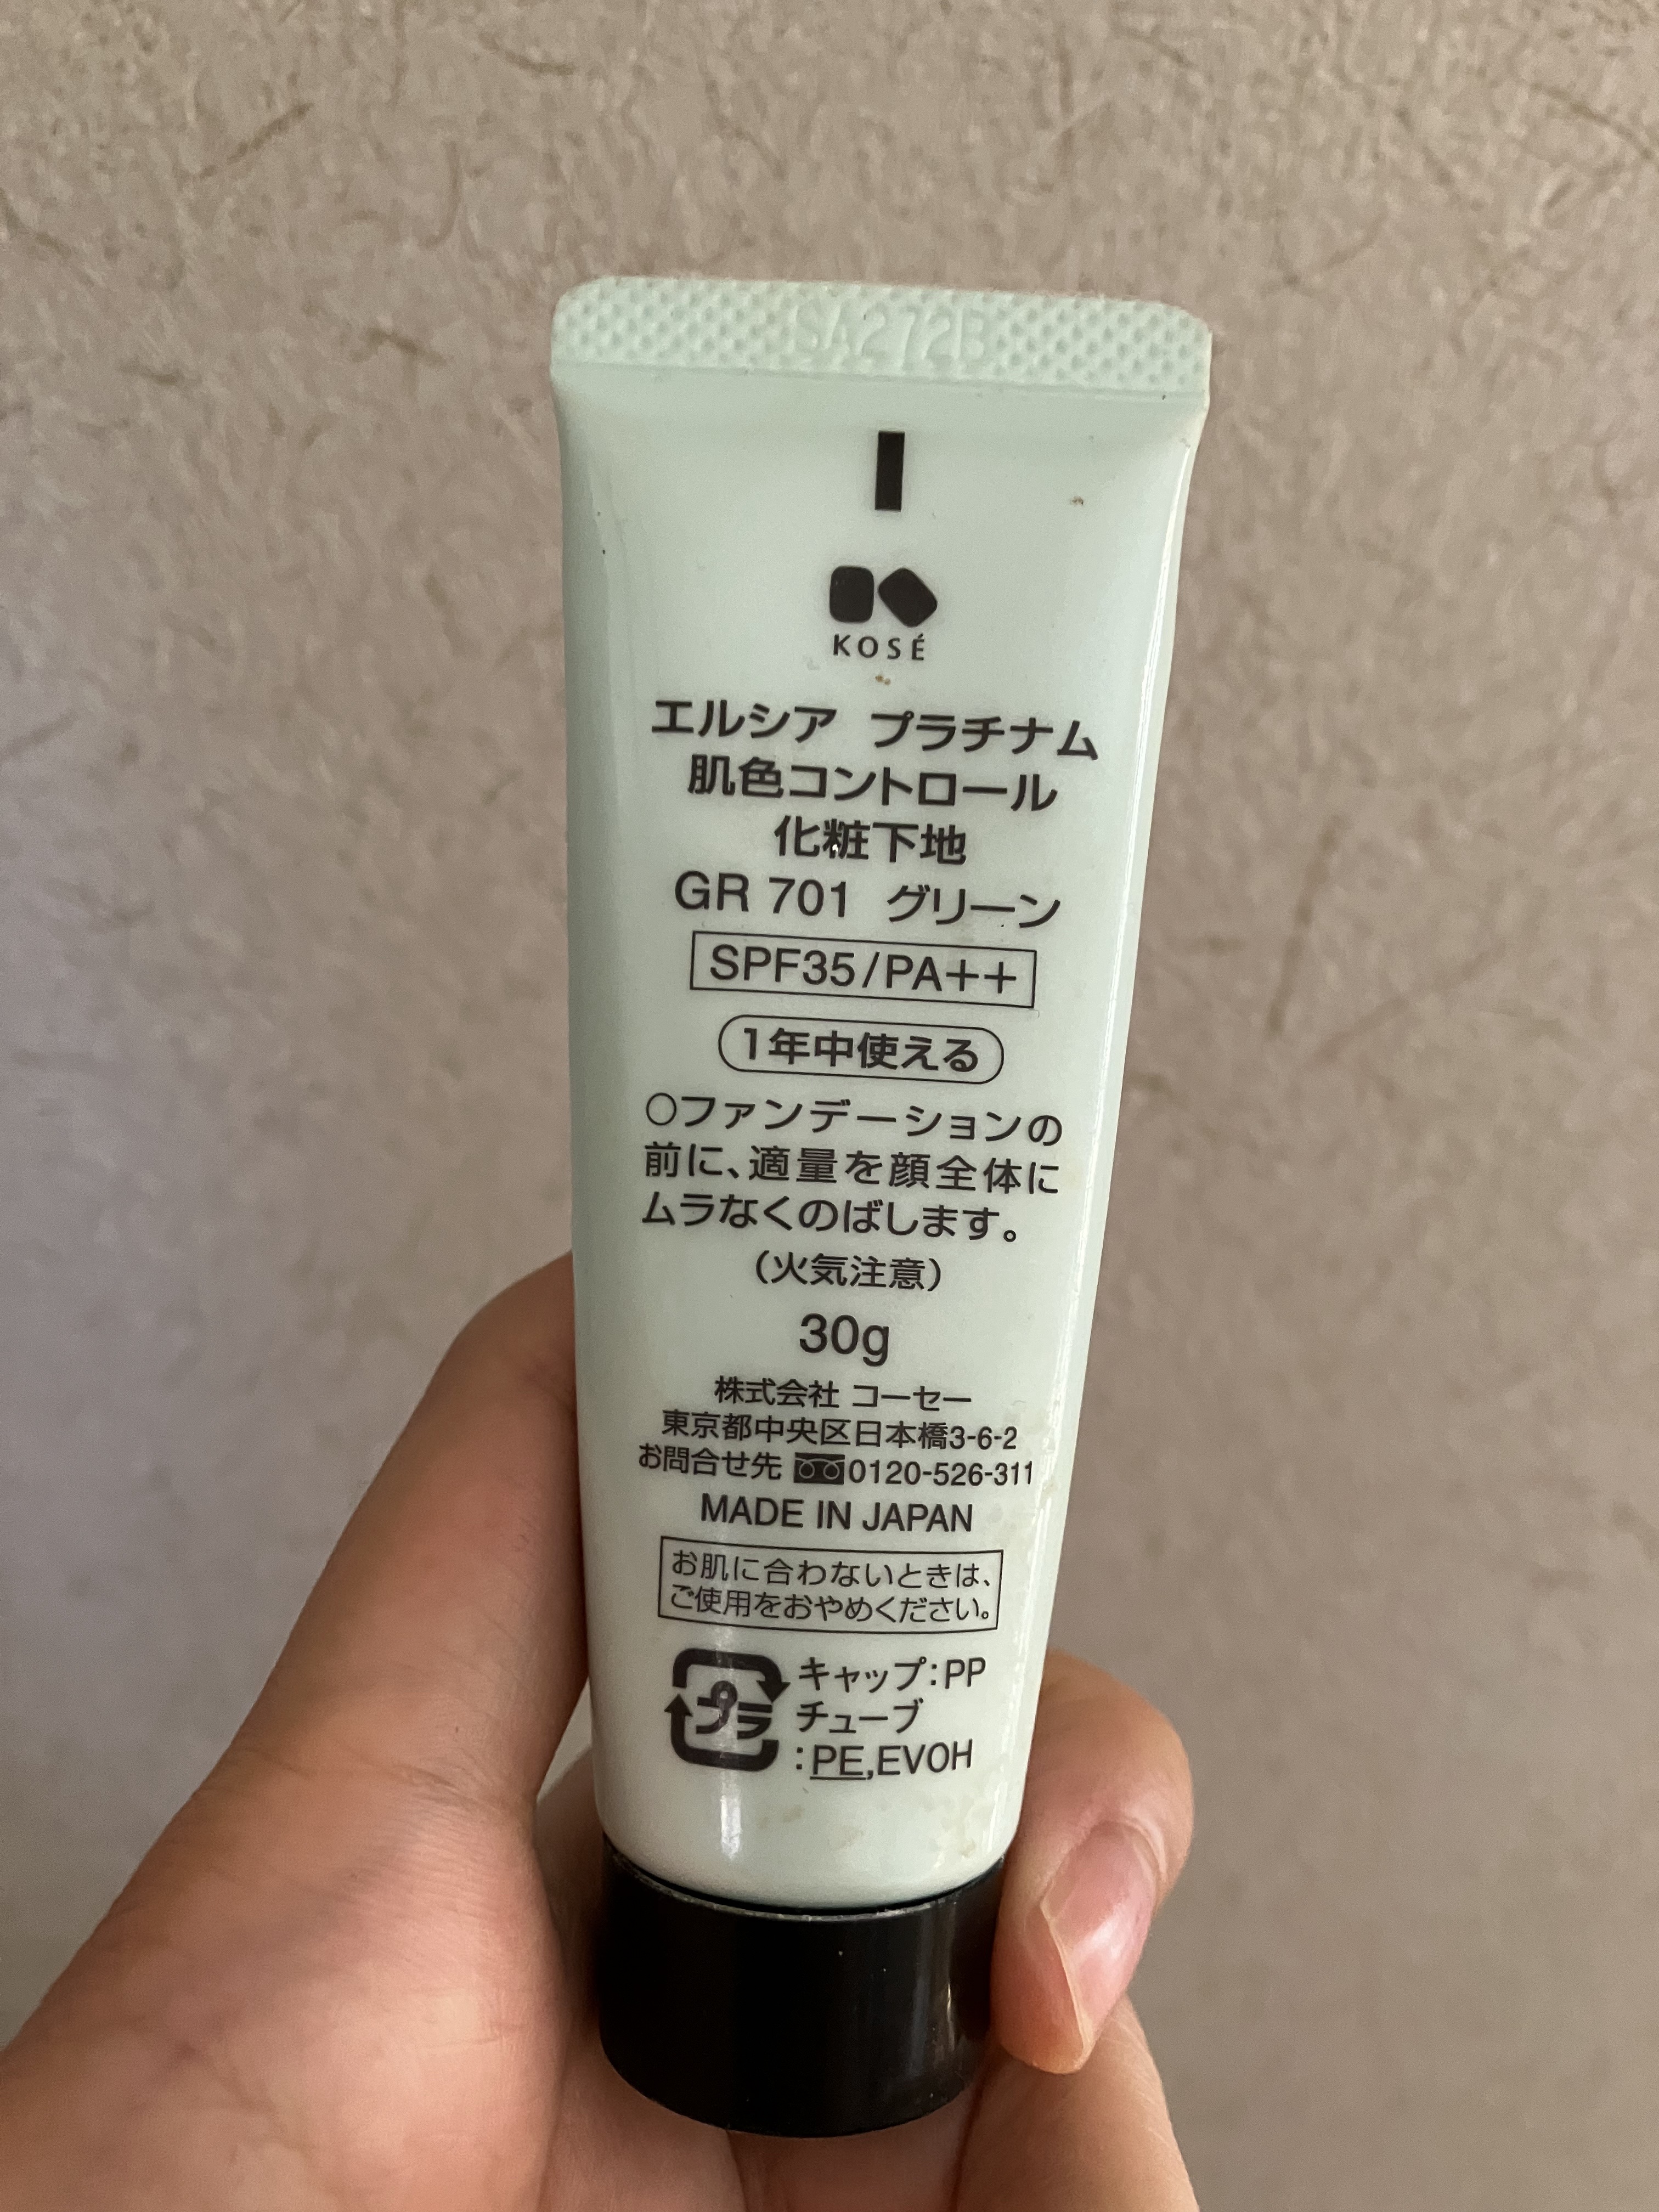 SA272B
KOSÉ
エルシア プラチナム
肌色コントロール
化粧下地
GR 701 グリーン
SPF35/PA++
1年中使える
○ファンデーションの
前に、適量を顔全体に
ムラなくのばします。
(火気注意)
30g
株式会社 コーセー
東京都中央区日本橋3-6-2
お問合せ先 0120-526-311
MADE IN JAPAN
お肌に合わないときは、
ご使用をおやめください。
プラ
キャップ:PP
チューブ
:PE,EVOH